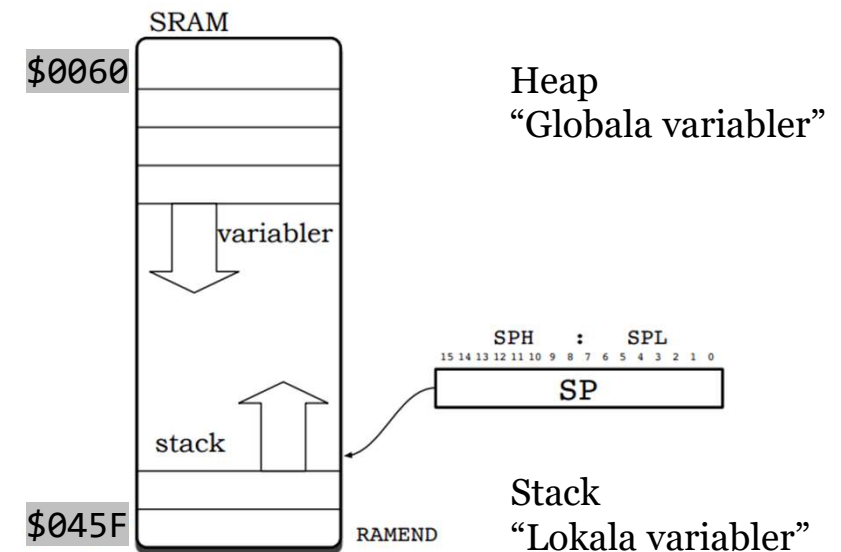 SRAM
$0060
Heap
“Globala variabler”
variabler
SPH : SPL
15 14 13 12 11 10 9 8 7 6 5 4 3 2 1 0
SP
stack
Stack
$045F
RAMEND
“Lokala variabler”